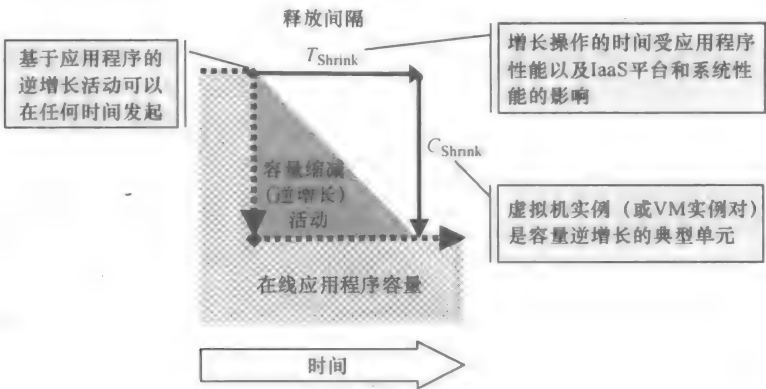 释放间隔
基于应用程序的
逆增长活动可以
在任何时间发起
T Shrink
增长操作的时间受应用程序
性能以及IaaS平台和系统性
能的影响
C Shrink
容量缩减
(逆增长)
活动
虚拟机实例（或VM实例对）
是容量逆增长的典型单元
在线应用程序容量
时间